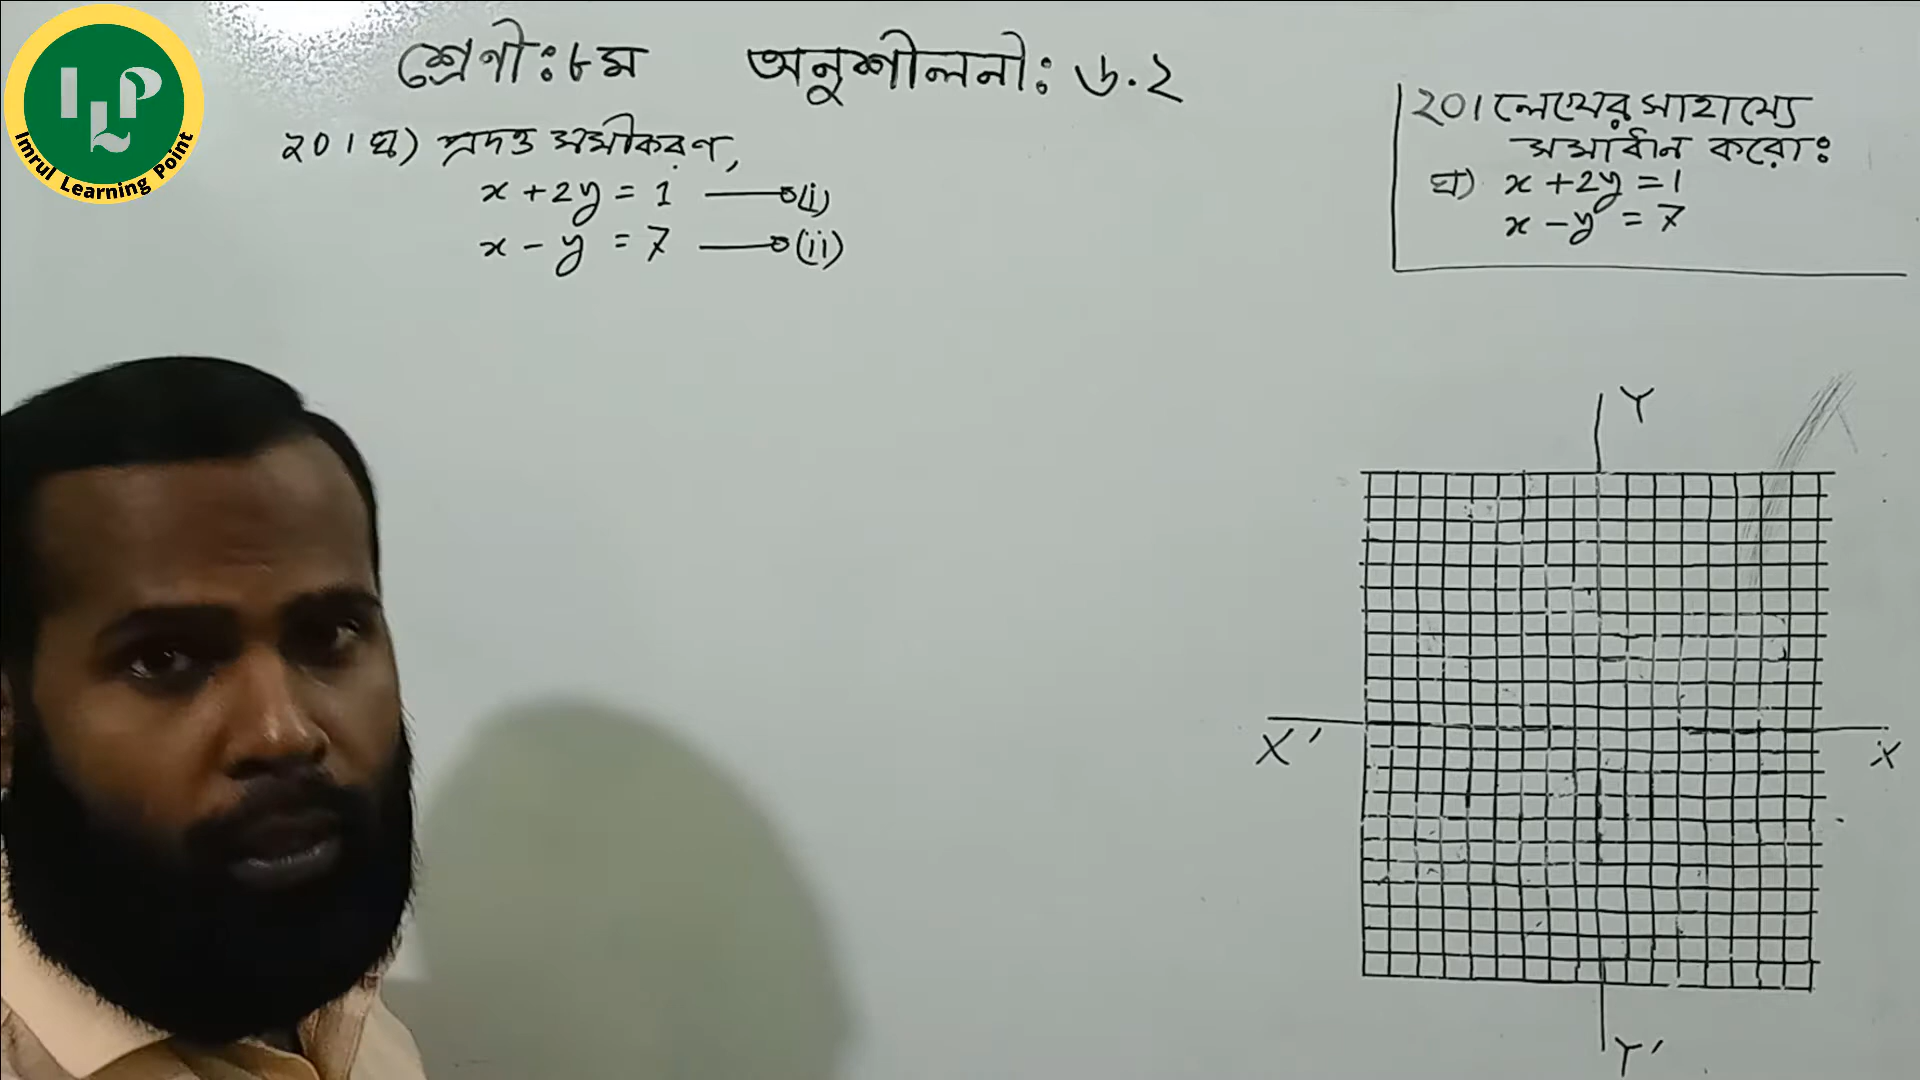 ILP
Imrul Learning Point
শ্রেণী: ৮ম অনুশীলনী: ৬.২
২০। ঘ) প্রদত্ত সমীকরণ,
x + 2y = 1 ⟶ (i)
x - y = 7 ⟶ (ii)
২০। লেখের সাহায্যে
সমাধান করো:
ঘ) x + 2y = 1
x - y = 7
Y
X' X
Y'